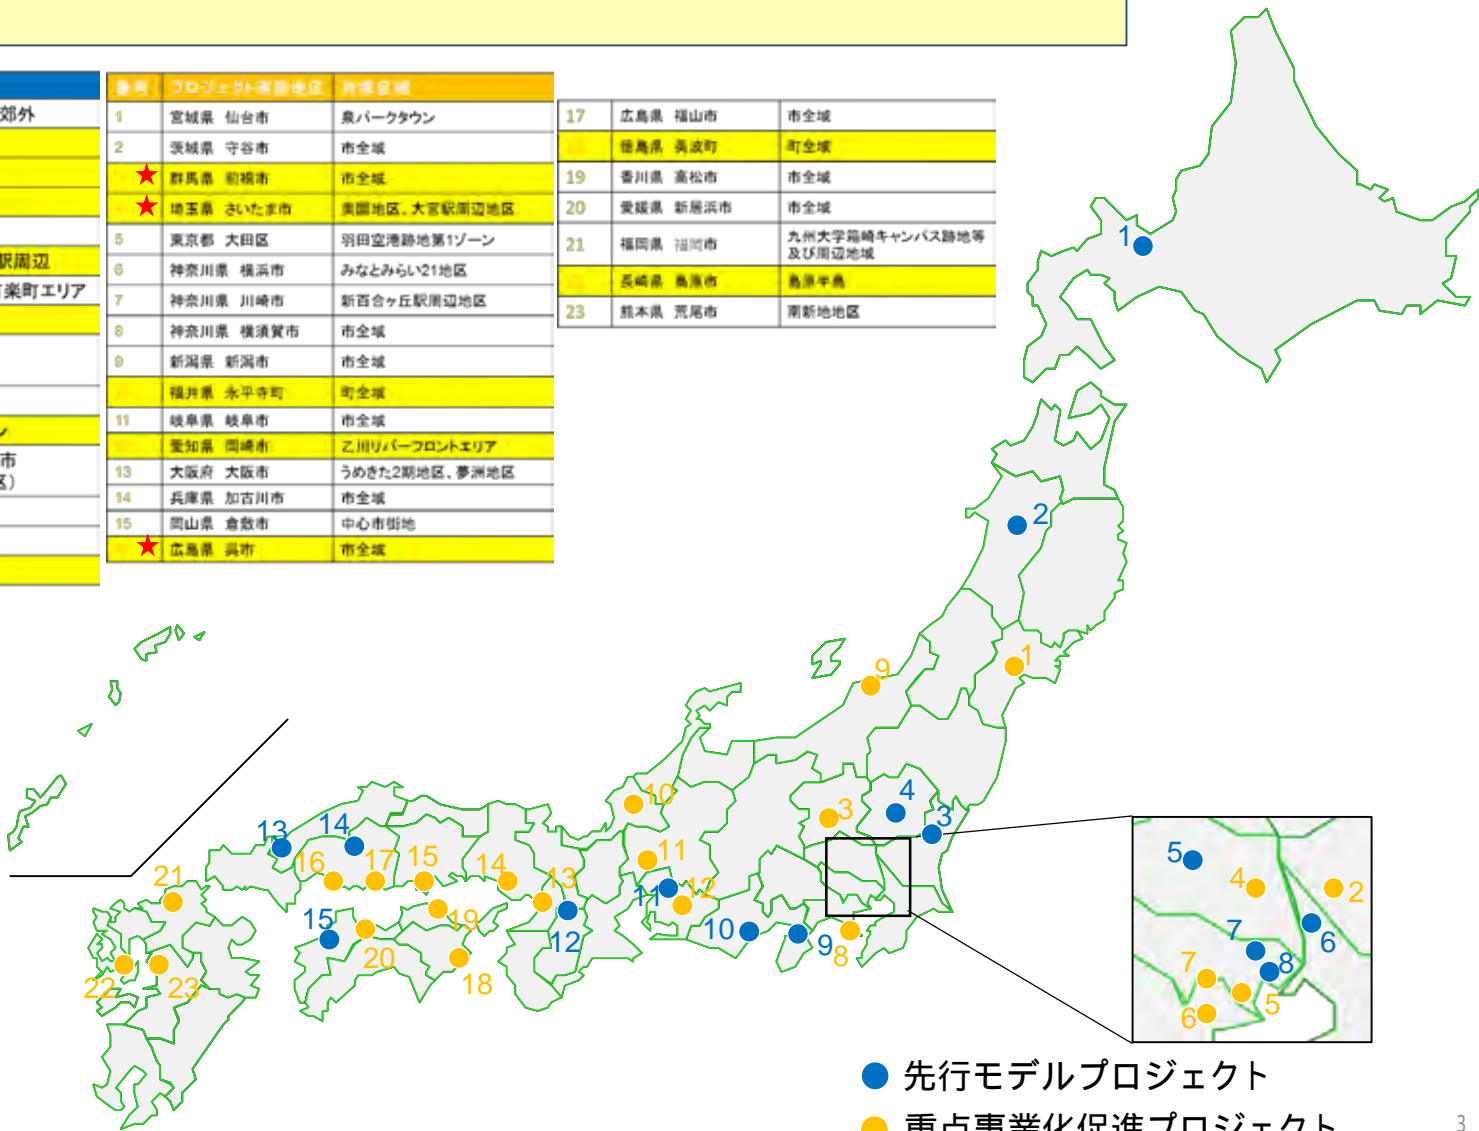 郊外
駅周辺
楽町エリア
ン
市
区)
番号 プロジェクト実施地区 対象区域
1 宮城県 仙台市 泉パークタウン
2 茨城県 守谷市 市全域
★ 群馬県 前橋市 市全域
★ 埼玉県 さいたま市 美園地区、大宮駅周辺地区
5 東京都 大田区 羽田空港跡地第1ゾーン
6 神奈川県 横浜市 みなとみらい21地区
7 神奈川県 川崎市 新百合ヶ丘駅周辺地区
8 神奈川県 横須賀市 市全域
9 新潟県 新潟市 市全域
福井県 永平寺町 町全域
11 岐阜県 岐阜市 市全域
愛知県 岡崎市 乙川リバーフロントエリア
13 大阪府 大阪市 うめきた2期地区、夢洲地区
14 兵庫県 加古川市 市全域
15 岡山県 倉敷市 中心市街地
★ 広島県 呉市 市全域
17 広島県 福山市 市全域
徳島県 美波町 町全域
19 香川県 高松市 市全域
20 愛媛県 新居浜市 市全域
21 福岡県 福岡市 九州大学箱崎キャンパス跡地等
及び周辺地域
長崎県 島原市 島原半島
23 熊本県 荒尾市 南新地地区
1
2
1
9
10
4
3
3
13
14
16
17
15
14
13
11
11
12
21
15
20
19
18
12
10
9
8
22
23
5
4
2
7
6
8
7
5
6
先行モデルプロジェクト
重点事業化促進プロジェクト
3